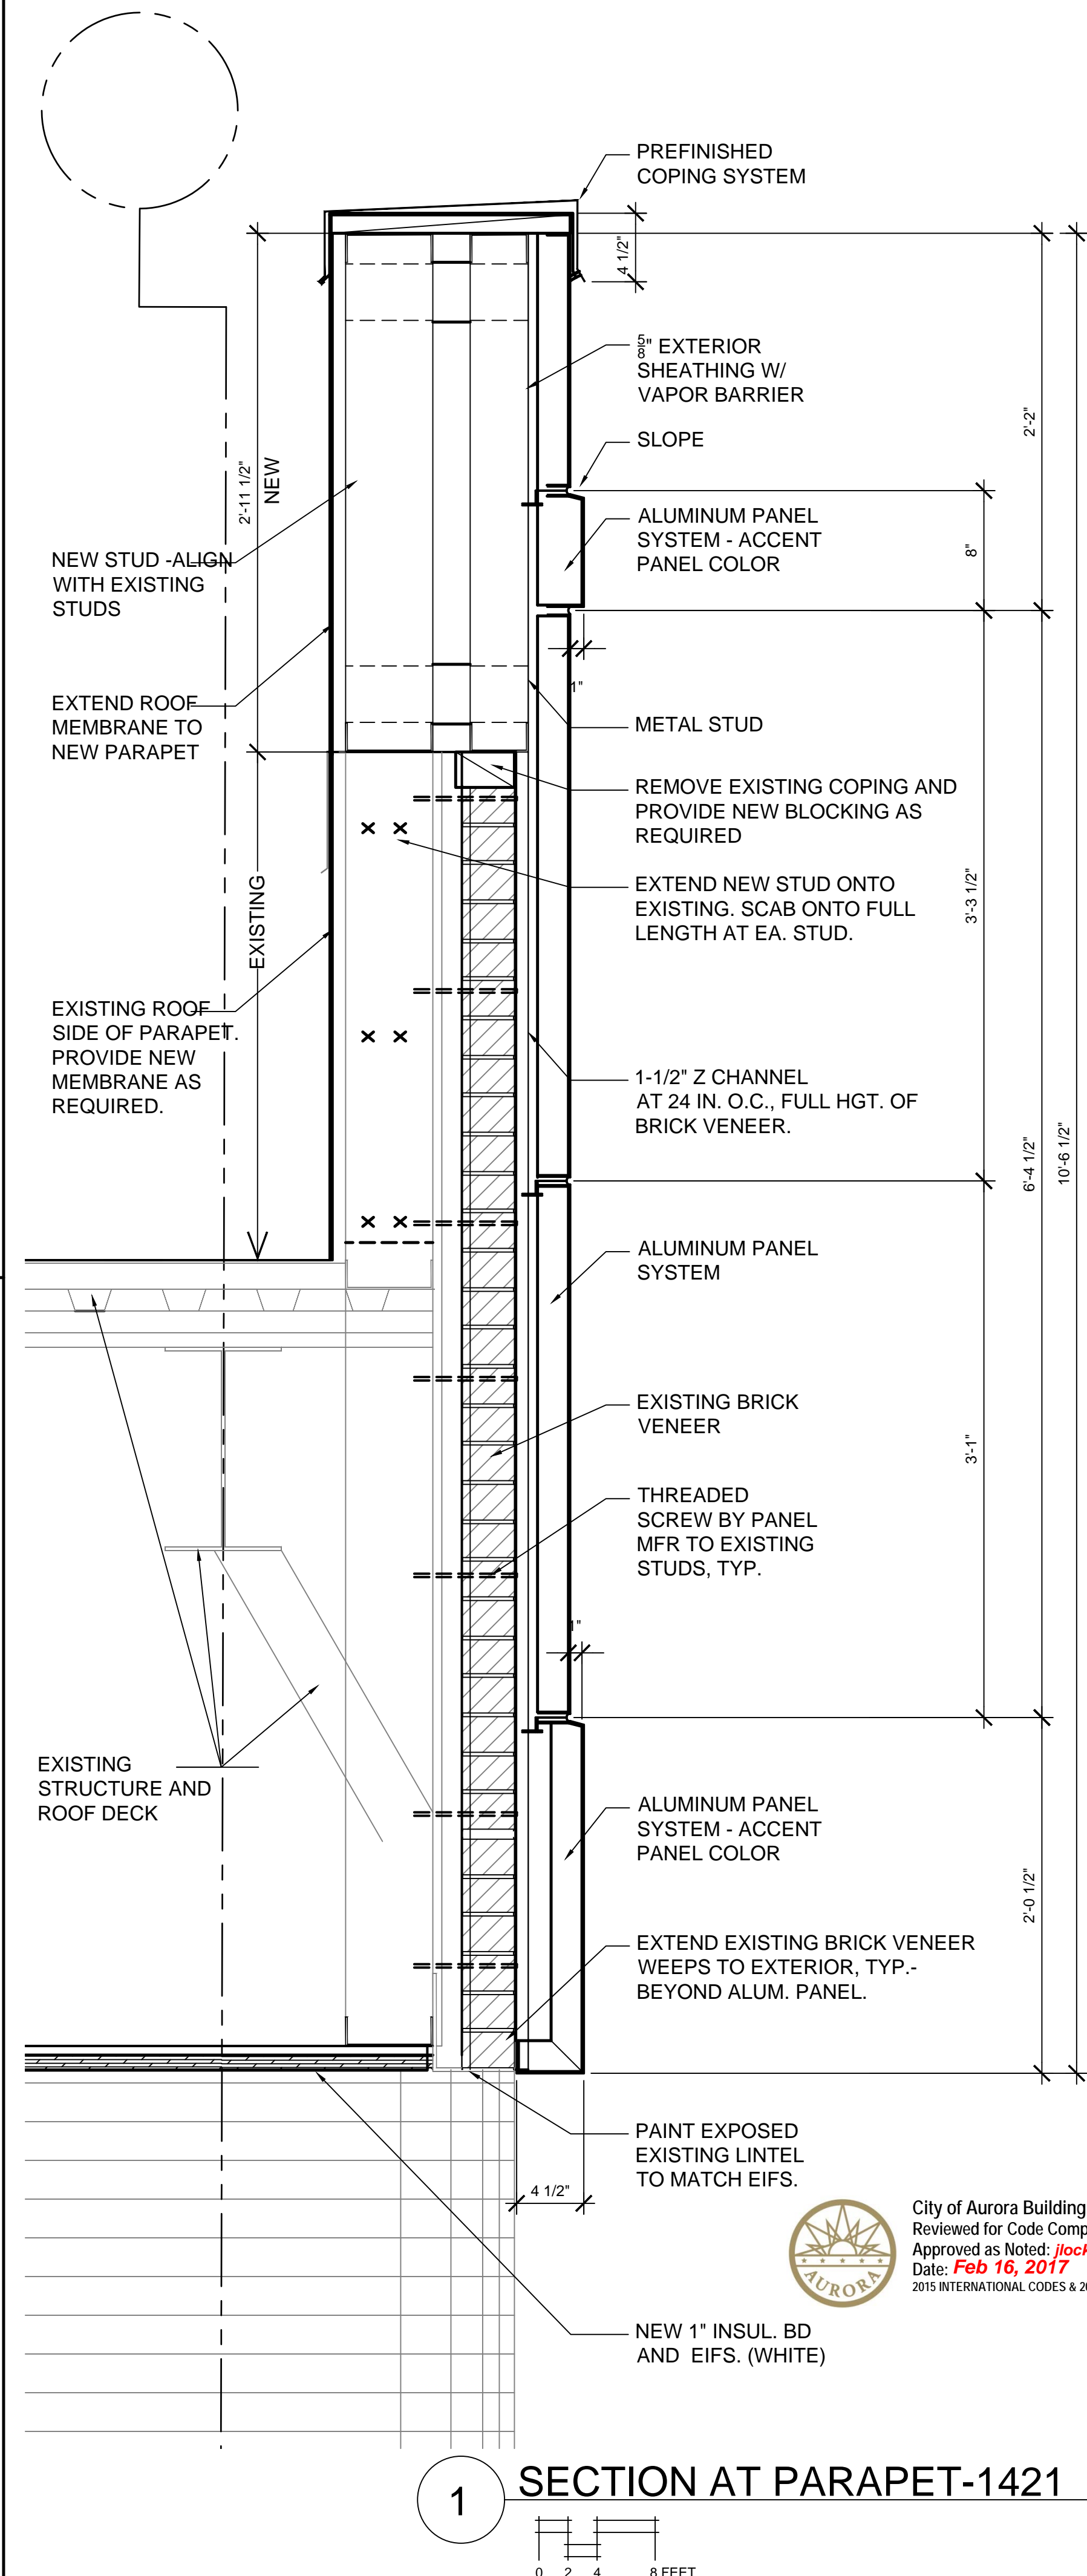 PREFINISHED
COPING SYSTEM
4 1/2"
5/8" EXTERIOR
SHEATHING W/
VAPOR BARRIER
SLOPE
2'-2"
2'-11 1/2"
NEW
ALUMINUM PANEL
SYSTEM - ACCENT
PANEL COLOR
8"
NEW STUD -ALIGN
WITH EXISTING
STUDS
1"
EXTEND ROOF
MEMBRANE TO
NEW PARAPET
METAL STUD
REMOVE EXISTING COPING AND
PROVIDE NEW BLOCKING AS
REQUIRED
EXTEND NEW STUD ONTO
EXISTING. SCAB ONTO FULL
LENGTH AT EA. STUD.
3'-3 1/2"
EXISTING
EXISTING ROOF
SIDE OF PARAPET.
PROVIDE NEW
MEMBRANE AS
REQUIRED.
1-1/2" Z CHANNEL
AT 24 IN. O.C., FULL HGT. OF
BRICK VENEER.
6'-4 1/2"
10'-6 1/2"
ALUMINUM PANEL
SYSTEM
EXISTING BRICK
VENEER
3'-1"
THREADED
SCREW BY PANEL
MFR TO EXISTING
STUDS, TYP.
1"
EXISTING
STRUCTURE AND
ROOF DECK
ALUMINUM PANEL
SYSTEM - ACCENT
PANEL COLOR
2'-0 1/2"
EXTEND EXISTING BRICK VENEER
WEEPS TO EXTERIOR, TYP.-
BEYOND ALUM. PANEL.
PAINT EXPOSED
EXISTING LINTEL
TO MATCH EIFS.
4 1/2"
AURORA
City of Aurora Building
Reviewed for Code Comp
Approved as Noted: jlock
Date: Feb 16, 2017
2015 INTERNATIONAL CODES & 20
NEW 1" INSUL. BD
AND EIFS. (WHITE)
1
SECTION AT PARAPET-1421
0 2 4 8 FEET